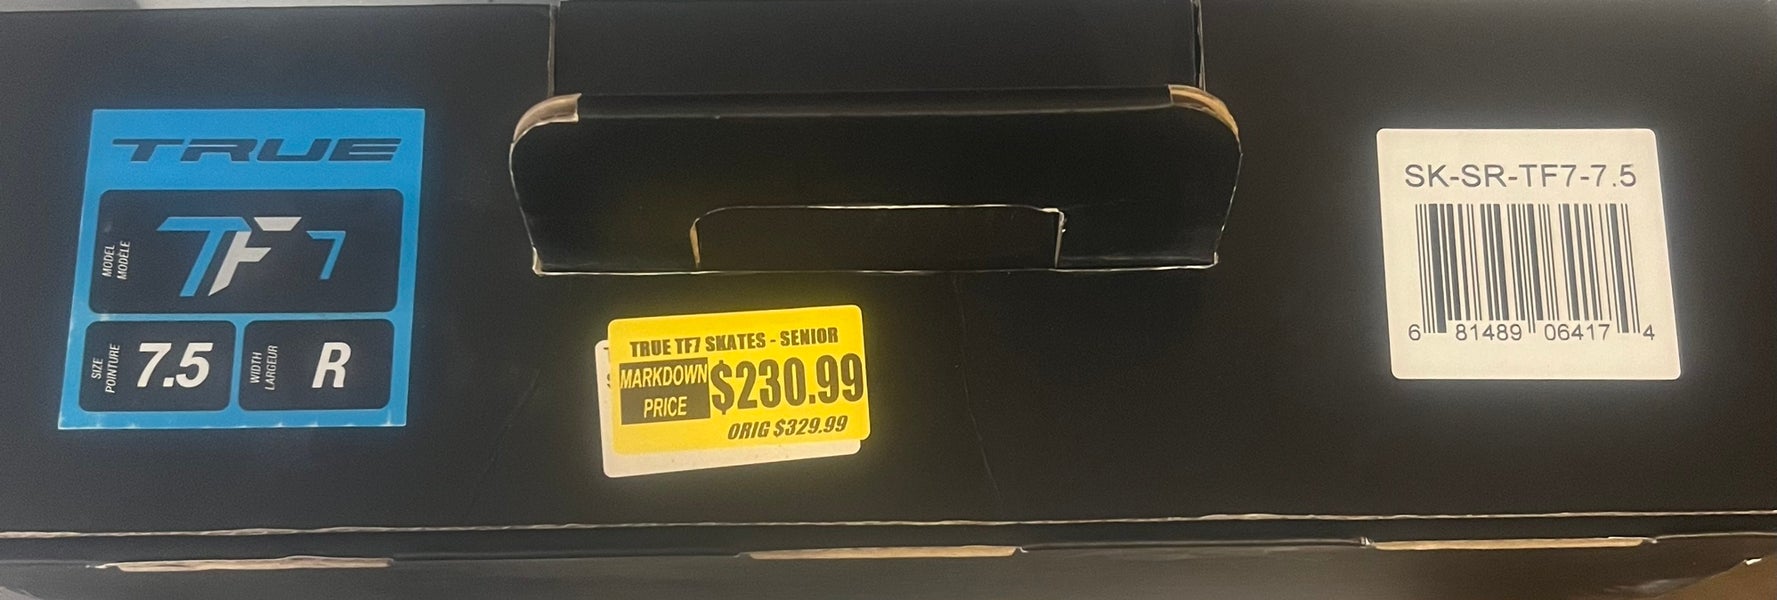 TRUE
MODEL
MODÈLE
TF7
SIZE
POINTURE
7.5
WIDTH
LARGEUR
R
TRUE TF7 SKATES - SENIOR
MARKDOWN
PRICE
$230.99
ORIG $329.99
SK-SR-TF7-7.5
6 81489 06417 4